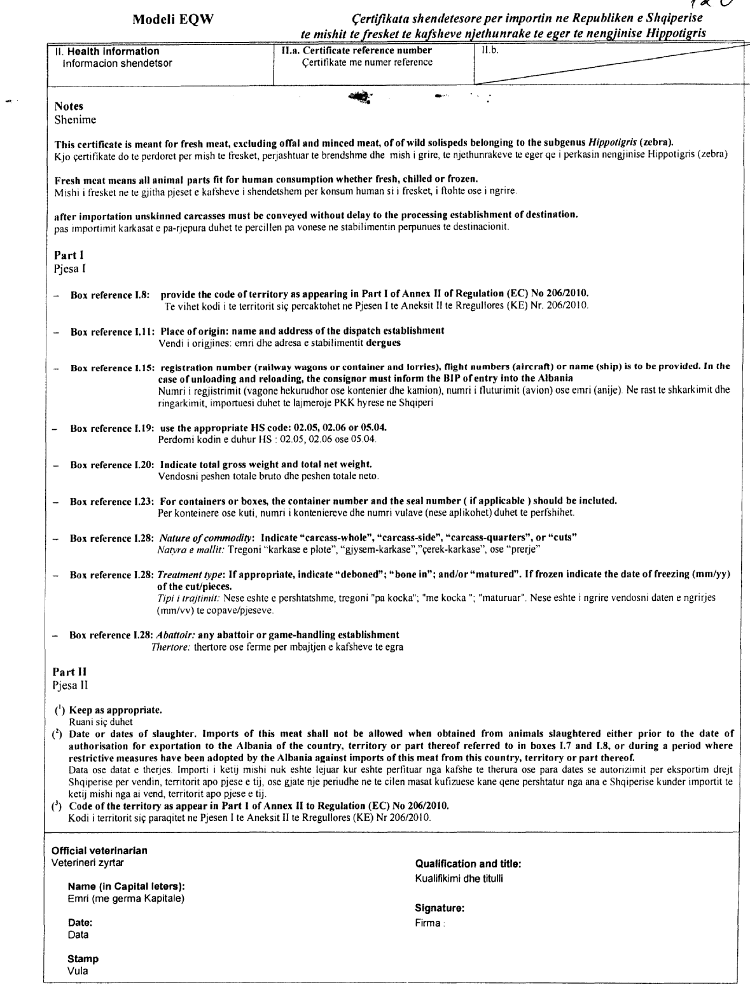 Modeli EQW
Çertifikata shendetesore per importin ne Republiken e Shqiperise
te mishit te fresket te kafsheve njethunrake te eger te nengjinise Hippotigris
II. Health information
Informacion shendetsor
II.a. Certificate reference number
Çertifikate me numer reference
II.b.
Notes
Shenime
This certificate is meant for fresh meat, excluding offal and minced meat, of of wild solispeds belonging to the subgenus Hippotigris (zebra).
Kjo çertifikate do te perdoret per mish te fresket, perjashtuar te brendshme dhe mish i grire, te njethunrakeve te eger qe i perkasin nengjinise Hippotigris (zebra)
Fresh meat means all animal parts fit for human consumption whether fresh, chilled or frozen.
Mishi i fresket ne te gjitha pjeset e kafsheve i shendetshem per konsum human si i fresket, i ftohte ose i ngrire.
after importation unskinned carcasses must be conveyed without delay to the processing establishment of destination.
pas importimit karkasat e pa-rjepura duhet te percillen pa vonese ne stabilimentin perpunues te destinacionit.
Part I
Pjesa I
– Box reference I.8: provide the code of territory as appearing in Part I of Annex II of Regulation (EC) No 206/2010.
Te vihet kodi i te territorit siç percaktohet ne Pjesen I te Aneksit II te Rregullores (KE) Nr. 206/2010.
– Box reference I.11: Place of origin: name and address of the dispatch establishment
Vendi i origjines: emri dhe adresa e stabilimentit dergues
– Box reference I.15: registration number (railway wagons or container and lorries), flight numbers (aircraft) or name (ship) is to be provided. In the
case of unloading and reloading, the consignor must inform the BIP of entry into the Albania
Numri i regjistrimit (vagone hekurudhor ose kontenier dhe kamion), numri i fluturimit (avion) ose emri (anije). Ne rast te shkarkimit dhe
ringarkimit, importuesi duhet te lajmeroje PKK hyrese ne Shqiperi
– Box reference I.19: use the appropriate HS code: 02.05, 02.06 or 05.04.
Perdomi kodin e duhur HS : 02.05, 02.06 ose 05.04.
– Box reference I.20: Indicate total gross weight and total net weight.
Vendosni peshen totale bruto dhe peshen totale neto.
– Box reference I.23: For containers or boxes, the container number and the seal number ( if applicable ) should be included.
Per konteinere ose kuti, numri i konteniereve dhe numri vulave (nese aplikohet) duhet te perfshihet.
– Box reference I.28: Nature of commodity: Indicate “carcass-whole”, “carcass-side”, “carcass-quarters”, or “cuts”
Natyra e mallit: Tregoni “karkase e plote”, “gjysem-karkase”,”çerek-karkase”, ose “prerje”
– Box reference I.28: Treatment type: If appropriate, indicate “deboned”; “bone in”; and/or “matured”. If frozen indicate the date of freezing (mm/yy)
of the cut/pieces.
Tipi i trajtimit: Nese eshte e pershtatshme, tregoni "pa kocka"; "me kocka "; "maturuar". Nese eshte i ngrire vendosni daten e ngrirjes
(mm/vv) te copave/pjeseve.
– Box reference I.28: Abattoir: any abattoir or game-handling establishment
Thertore: thertore ose ferme per mbajtjen e kafsheve te egra
Part II
Pjesa II
(¹) Keep as appropriate.
Ruani siç duhet
(²) Date or dates of slaughter. Imports of this meat shall not be allowed when obtained from animals slaughtered either prior to the date of
authorisation for exportation to the Albania of the country, territory or part thereof referred to in boxes I.7 and I.8, or during a period where
restrictive measures have been adopted by the Albania against imports of this meat from this country, territory or part thereof.
Data ose datat e therjes. Importi i ketij mishi nuk eshte lejuar kur eshte perfituar nga kafshe te therura ose para dates se autorizimit per eksportim drejt
Shqiperise per vendin, territorit apo pjese e tij, ose gjate nje periudhe ne te cilen masat kufizuese kane qene pershtatur nga ana e Shqiperise kunder importit te
ketij mishi nga ai vend, territorit apo pjese e tij.
(³) Code of the territory as appear in Part 1 of Annex II to Regulation (EC) No 206/2010.
Kodi i territorit siç paraqitet ne Pjesen I te Aneksit II te Rregullores (KE) Nr 206/2010.
Official veterinarian
Veterineri zyrtar
Qualification and title:
Kualifikimi dhe titulli
Name (in Capital leters):
Emri (me germa Kapitale)
Signature:
Firma :
Date:
Data
Stamp
Vula